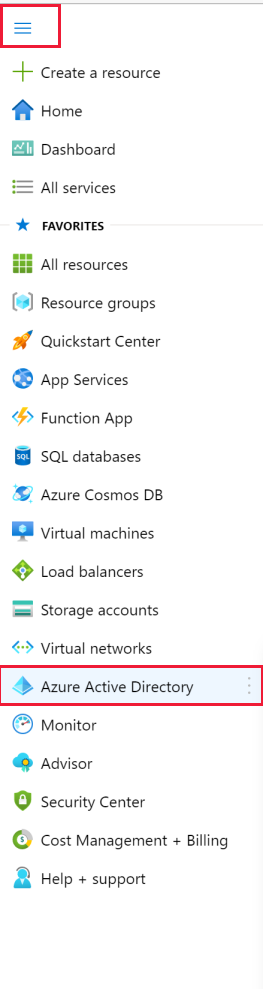 Create a resource
Home
Dashboard
All services
FAVORITES
All resources
Resource groups
Quickstart Center
App Services
Function App
SQL databases
Azure Cosmos DB
Virtual machines
Load balancers
Storage accounts
Virtual networks
Azure Active Directory
Monitor
Advisor
Security Center
Cost Management + Billing
Help + support